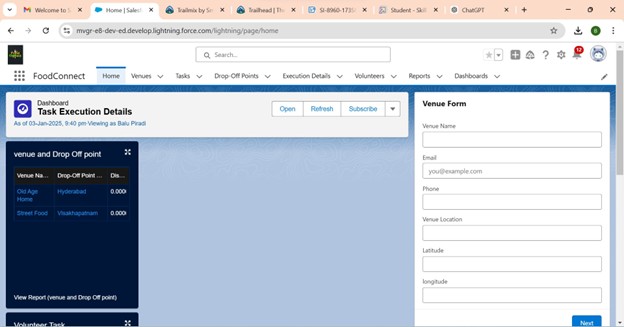 Welcome to S
Home | Sales
Trailmix by Sim
Trailhead | The
SI-8960-1735
Student - Skill
ChatGPT
mvgr-e8-dev-ed.develop.lightning.force.com/lightning/page/home
B
Search...
12
FoodConnect Home Venues Tasks Drop-Off Points Execution Details Volunteers Reports Dashboards
Dashboard
Task Execution Details
As of 03-Jan-2025, 9:40 pm Viewing as Balu Piradi
Open Refresh Subscribe
venue and Drop Off point
Venue Na... Drop-Off Point ... Dis...
Old Age Home Hyderabad 0.000
Street Food Visakhapatnam 0.000
View Report (venue and Drop Off point)
Volunteer Task
Venue Form
Venue Name
Email
you@example.com
Phone
Venue Location
Latitude
longitude
Next